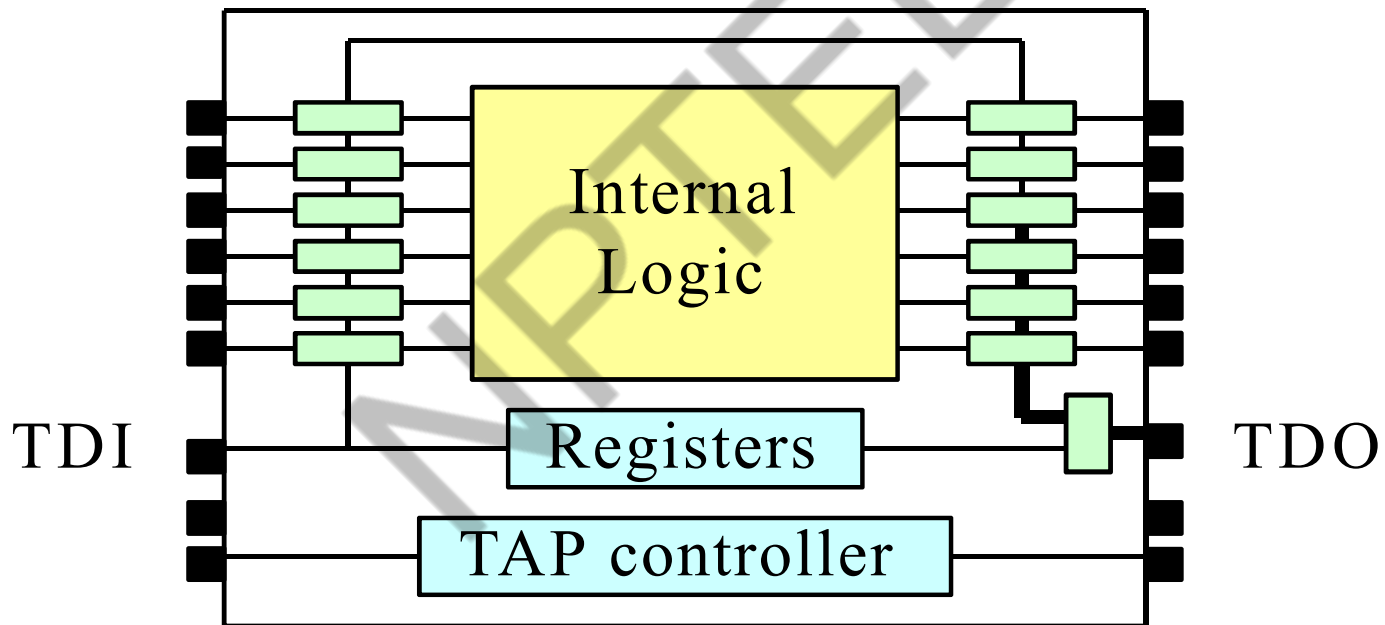 NPTEL
Internal
Logic
TDI
Registers
TDO
TAP controller